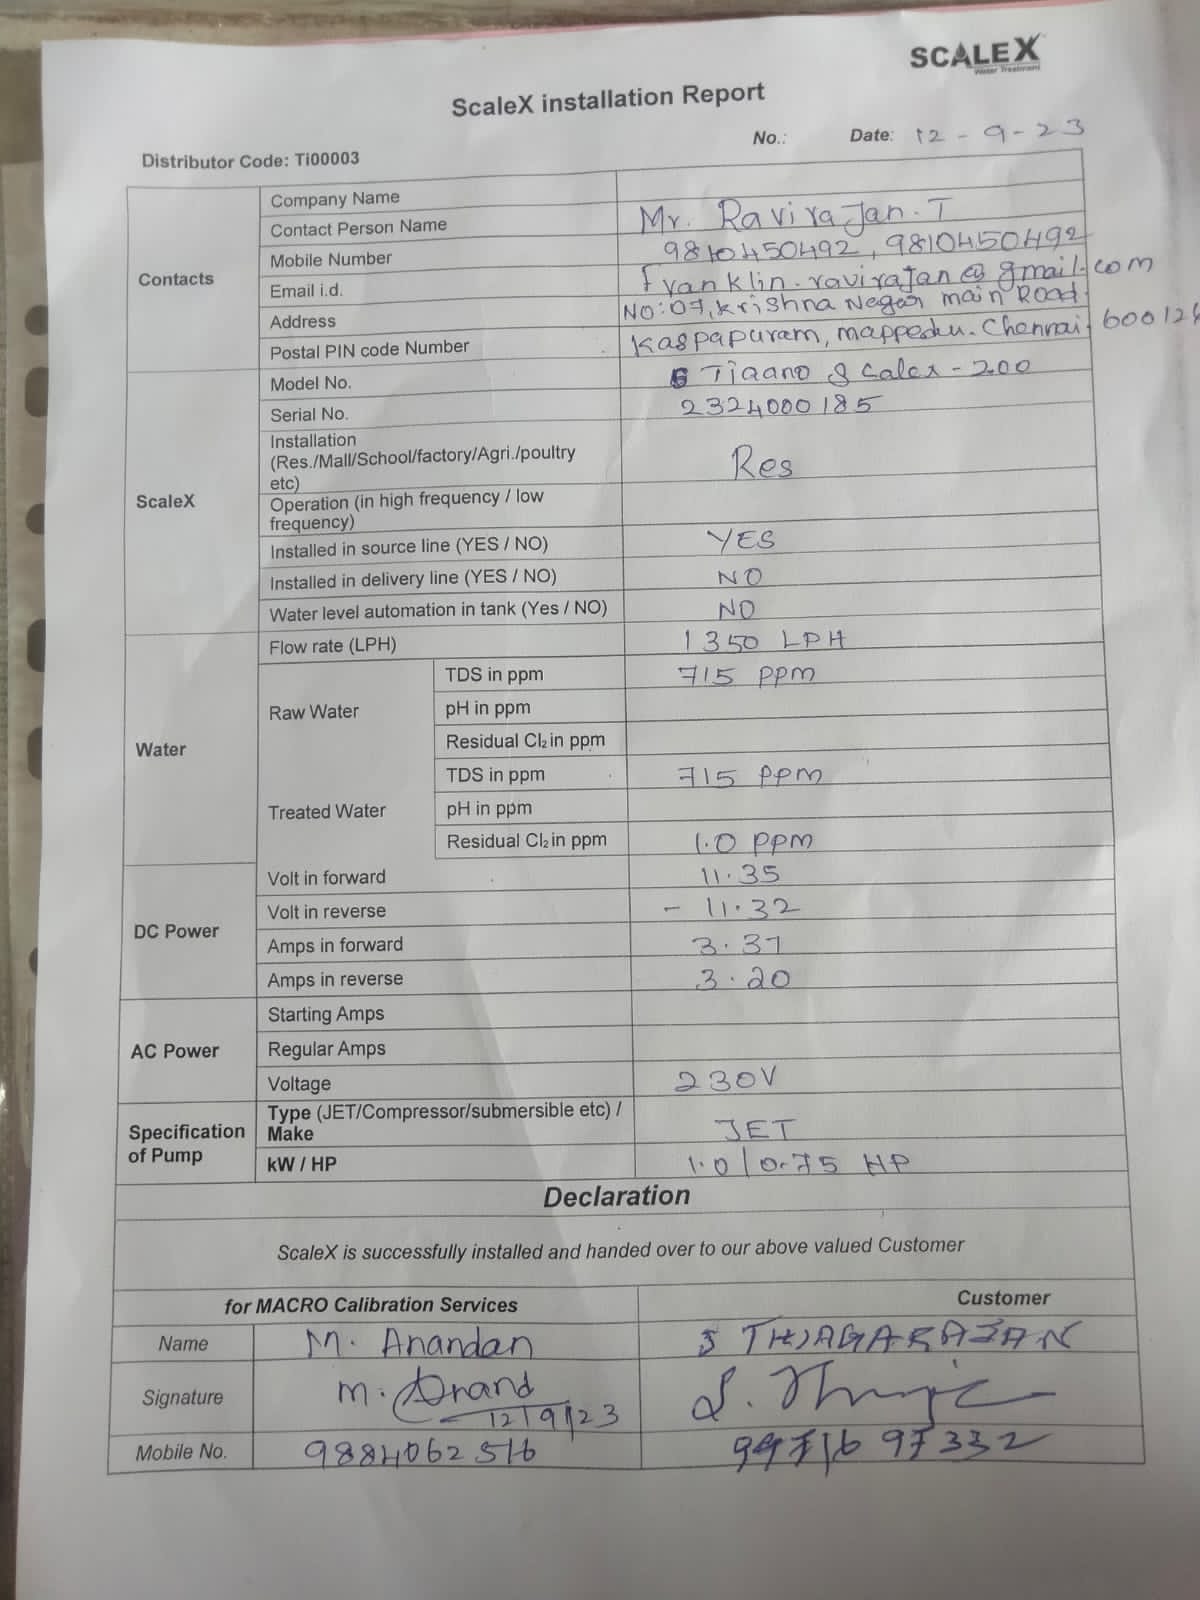 SCALEX
Water Treatment
ScaleX installation Report
No.: Date: 12-9-23
Distributor Code: Ti00003
Contacts
Company Name
Contact Person Name Mr. Ravirajan.T
Mobile Number 9810450492, 9810450492
Email i.d. franklin.ravirajan@gmail.com
Address NO:07, Krishna Nagar main Road
Postal PIN code Number Kaspapuram, mappedu. Chennai
ScaleX
Model No. Tiaano Scalex-200
Serial No. 2324000185
Installation
(Res./Mall/School/factory/Agri./poultry
etc) Res
Operation (in high frequency / low
frequency)
Installed in source line (YES / NO) YES
Installed in delivery line (YES / NO) NO
Water level automation in tank (Yes / NO) NO
Water
Flow rate (LPH) 1350 LPH
Raw Water
TDS in ppm 715 PPM
pH in ppm
Residual Cl2 in ppm
Treated Water
TDS in ppm 715 PPM
pH in ppm
Residual Cl2 in ppm 1.0 PPM
DC Power
Volt in forward 11.35
Volt in reverse - 11.32
Amps in forward 3.37
Amps in reverse 3.20
AC Power
Starting Amps
Regular Amps
Voltage 230V
Specification
of Pump
Type (JET/Compressor/submersible etc) /
Make JET
kW / HP 1.0/0.75 HP
Declaration
ScaleX is successfully installed and handed over to our above valued Customer
for MACRO Calibration Services Customer
Name M. Anandan S THIAGARAJAN
Signature M. Anand
12/9/23
Mobile No. 9884062516